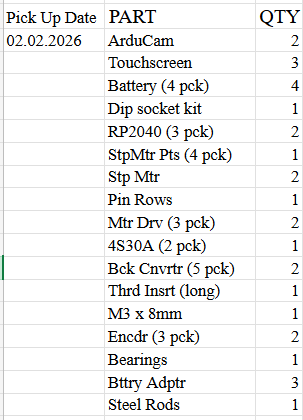 Pick Up Date PART QTY
02.02.2026 ArduCam 2
Touchscreen 3
Battery (4 pck) 4
Dip socket kit 1
RP2040 (3 pck) 2
StpMtr Pts (4 pck) 1
Stp Mtr 2
Pin Rows 1
Mtr Drv (3 pck) 2
4S30A (2 pck) 1
Bck Cnvrtr (5 pck) 2
Thrd Insrt (long) 1
M3 x 8mm 1
Encdr (3 pck) 2
Bearings 1
Bttry Adptr 3
Steel Rods 1